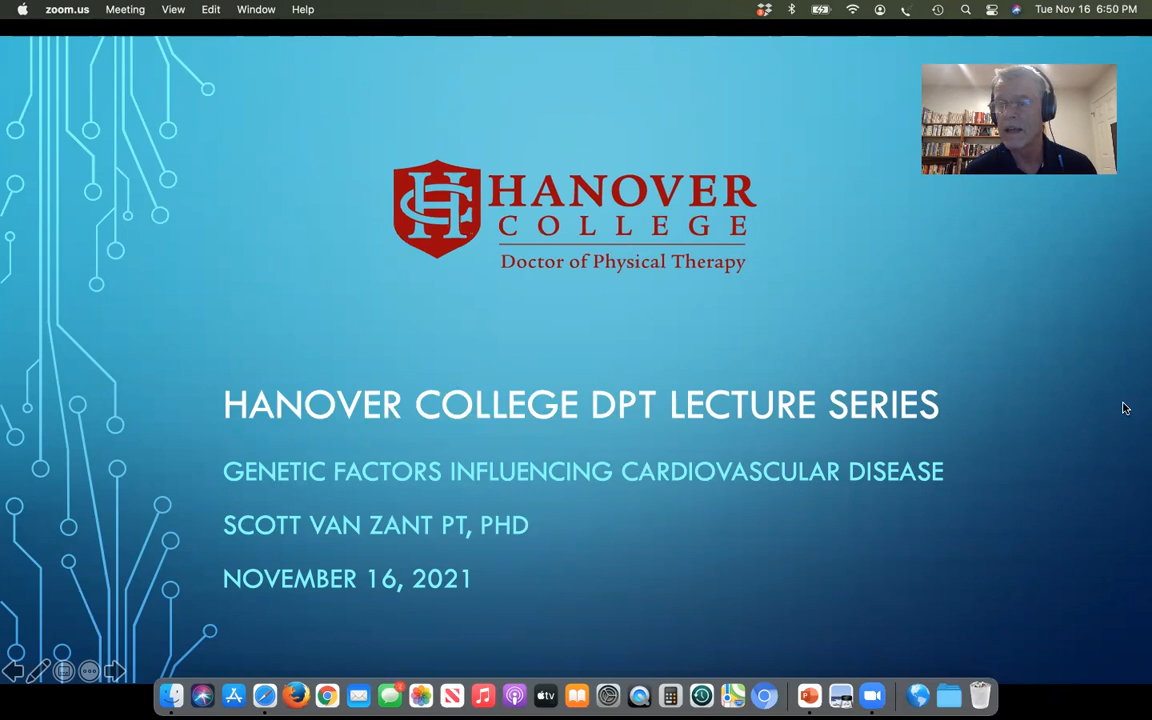 zoom.us Meeting View Edit Window Help Tue Nov 16 6:50 PM
HANOVER
COLLEGE
Doctor of Physical Therapy
HANOVER COLLEGE DPT LECTURE SERIES
GENETIC FACTORS INFLUENCING CARDIOVASCULAR DISEASE
SCOTT VAN ZANT PT, PHD
NOVEMBER 16, 2021
tv